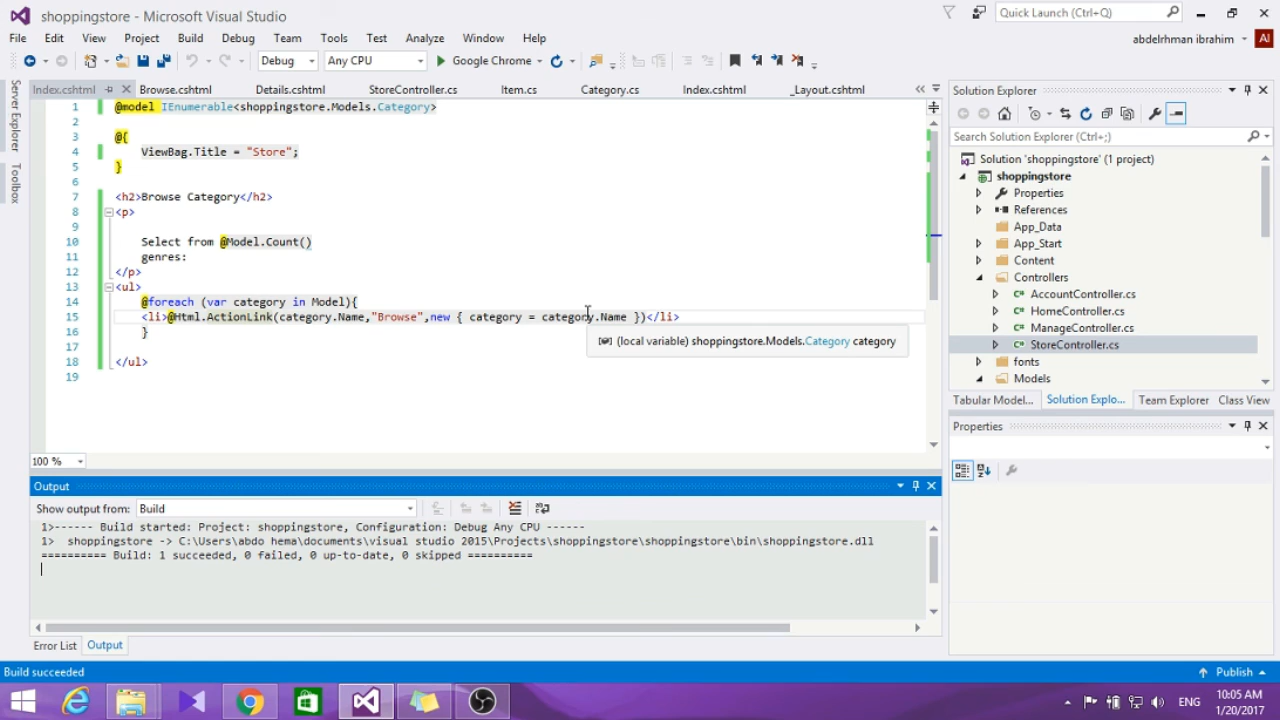 shoppingstore - Microsoft Visual Studio
Quick Launch (Ctrl+Q)
File Edit View Project Build Debug Team Tools Test Analyze Window Help
abdelrhman ibrahim AI
Debug Any CPU Google Chrome
Server Explorer
Toolbox
Index.cshtml Browse.cshtml Details.cshtml StoreController.cs Item.cs Category.cs Index.cshtml _Layout.cshtml
1 @model IEnumerable<shoppingstore.Models.Category>
2
3 @{
4 ViewBag.Title = "Store";
5 }
6
7 <h2>Browse Category</h2>
8 <p>
9
10 Select from @Model.Count()
11 genres:
12 </p>
13 <ul>
14 @foreach (var category in Model){
15 <li>@Html.ActionLink(category.Name,"Browse",new { category = category.Name })</li>
16 }
17
18 </ul>
19
(local variable) shoppingstore.Models.Category category
100 %
Output
Show output from: Build
1>------ Build started: Project: shoppingstore, Configuration: Debug Any CPU ------
1> shoppingstore -> C:\Users\abdo hema\documents\visual studio 2015\Projects\shoppingstore\shoppingstore\bin\shoppingstore.dll
========== Build: 1 succeeded, 0 failed, 0 up-to-date, 0 skipped ==========
Error List Output
Solution Explorer
Search Solution Explorer (Ctrl+;)
Solution 'shoppingstore' (1 project)
shoppingstore
Properties
References
App_Data
App_Start
Content
Controllers
AccountController.cs
HomeController.cs
ManageController.cs
StoreController.cs
fonts
Models
Tabular Model... Solution Explo... Team Explorer Class View
Properties
Build succeeded
Publish
ENG
10:05 AM
1/20/2017